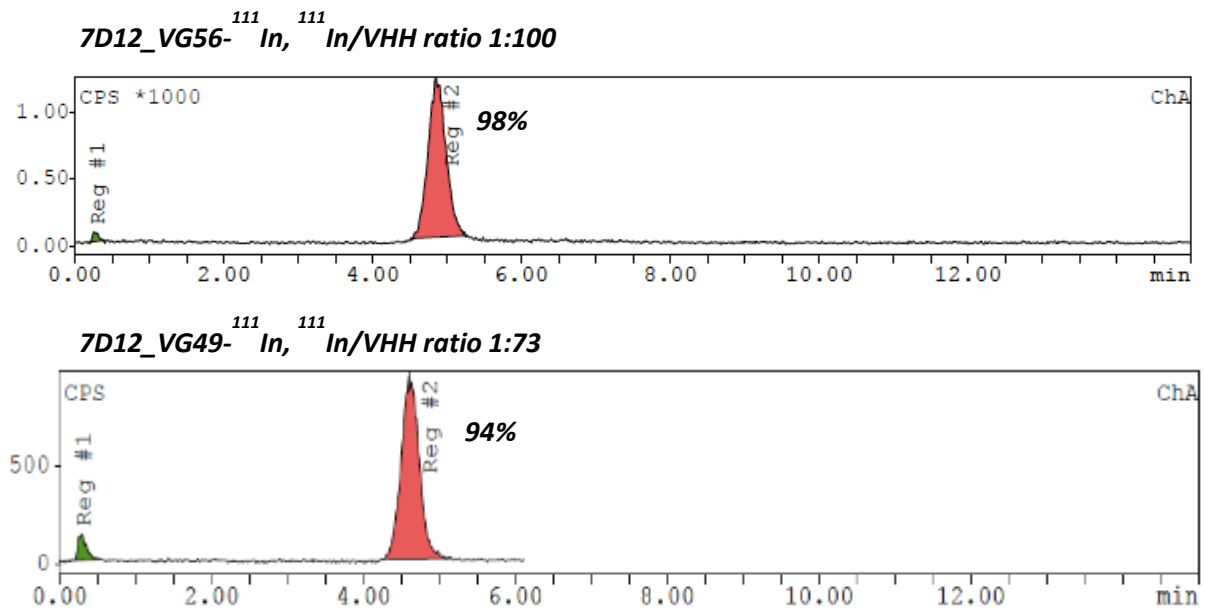 7D12_VG56-¹¹¹In, ¹¹¹In/VHH ratio 1:100
CPS *1000
ChA
1.00
0.50
0.00
Reg #1
Reg #2
98%
0.00 2.00 4.00 6.00 8.00 10.00 12.00 min
7D12_VG49-¹¹¹In, ¹¹¹In/VHH ratio 1:73
CPS
ChA
500
0
Reg #1
Reg #2
94%
0.00 2.00 4.00 6.00 8.00 10.00 12.00 min